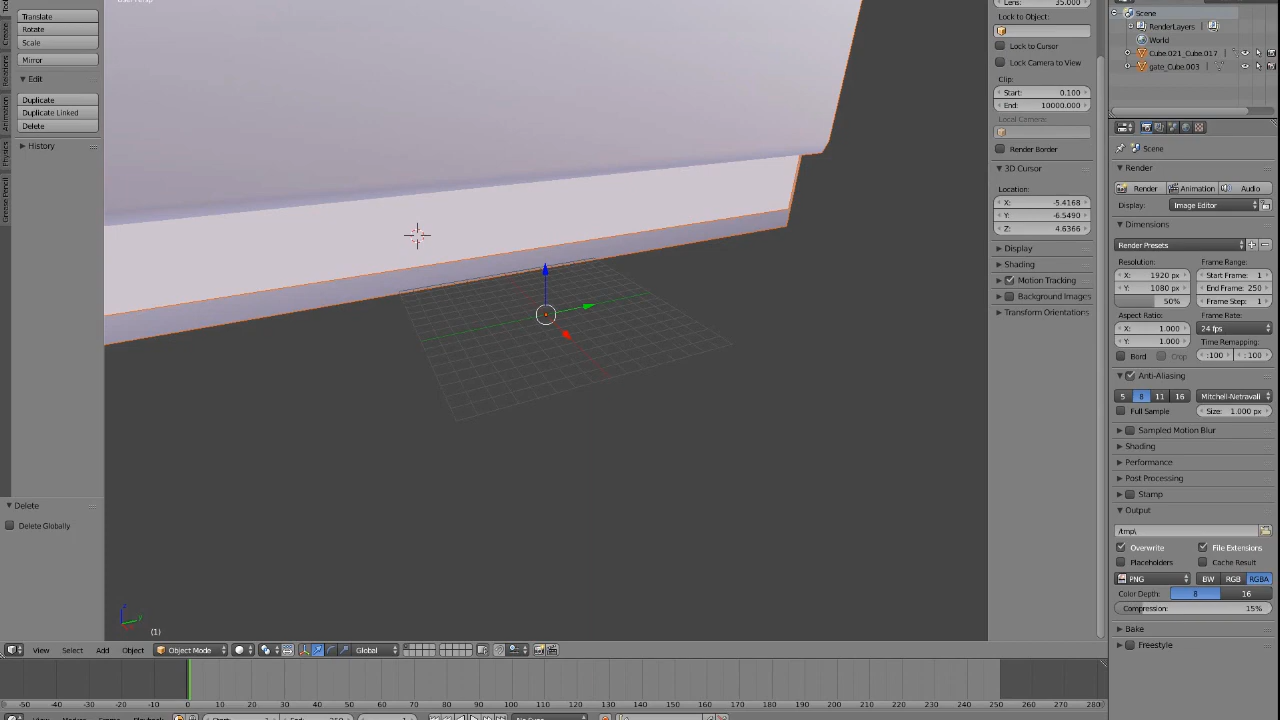 Translate
Rotate
Scale
Mirror
Edit
Duplicate
Duplicate Linked
Delete
History
Create
Relations
Animation
Physics
Grease Pencil
Delete
Delete Globally
(1)
View Select Add Object Object Mode Global
-50 -40 -30 -20 -10 0 10 20 30 40 50 60 70 80 90 100 110 120 130 140 150 160 170 180 190 200 210 220 230 240 250 260 270 280
Lens: 35.000
Lock to Object:
Lock to Cursor
Lock Camera to View
Clip:
Start: 0.100
End: 10000.000
Local Camera:
Render Border
3D Cursor
Location:
X: -5.4168
Y: -6.5490
Z: 4.6366
Display
Shading
Motion Tracking
Background Images
Transform Orientations
Scene
RenderLayers
World
Cube.021_Cube.017
gate_Cube.003
Scene
Render
Render Animation Audio
Display: Image Editor
Dimensions
Render Presets
Resolution: Frame Range:
X: 1920 px Start Frame: 1
Y: 1080 px End Frame: 250
50% Frame Step: 1
Aspect Ratio: Frame Rate:
X: 1.000 24 fps
Y: 1.000 Time Remapping:
Bord Crop :100 : 100
Anti-Aliasing
5 8 11 16 Mitchell-Netravali
Full Sample Size: 1.000 px
Sampled Motion Blur
Shading
Performance
Post Processing
Stamp
Output
/tmp\
Overwrite File Extensions
Placeholders Cache Result
PNG BW RGB RGBA
Color Depth: 8 16
Compression: 15%
Bake
Freestyle